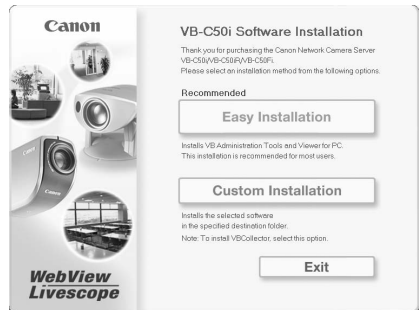 Canon
VB-C50i Software Installation
Thank you for purchasing the Canon Network Camera Server
VB-C50i/VB-C50iR/VB-C50Fi.
Please select an installation method from the following options.
Recommended
Easy Installation
Installs VB Administration Tools and Viewer for PC.
This installation is recommended for most users.
Custom Installation
Installs the selected software
in the specified destination folder.
Note: To install VBCollector, select this option.
Exit
Canon
Canon
WebView
Livescope